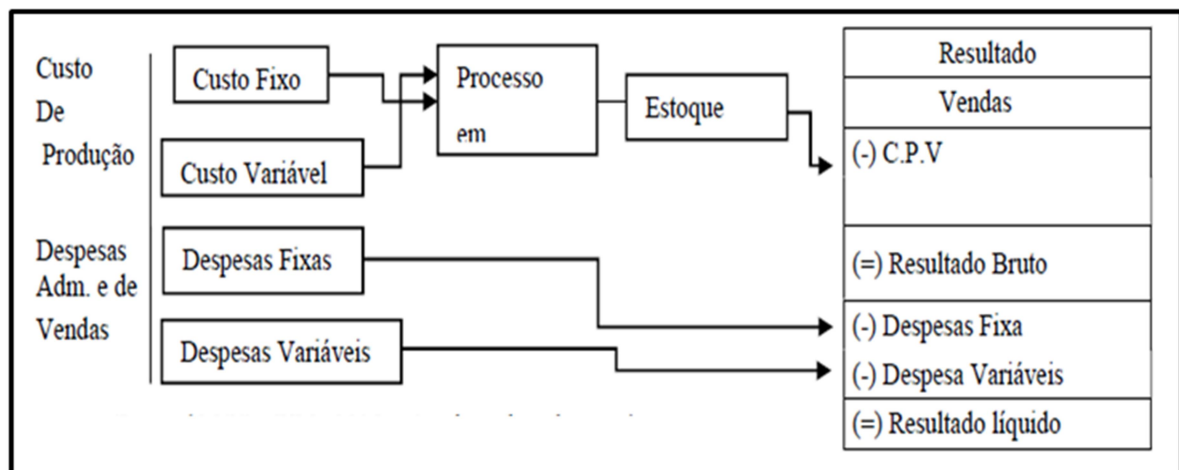 Custo
De
Produção
Custo Fixo
Custo Variável
Processo
em
Estoque
Despesas
Adm. e de
Vendas
Despesas Fixas
Despesas Variáveis
Resultado
Vendas
(-) C.P.V
(=) Resultado Bruto
(-) Despesas Fixa
(-) Despesa Variáveis
(=) Resultado líquido